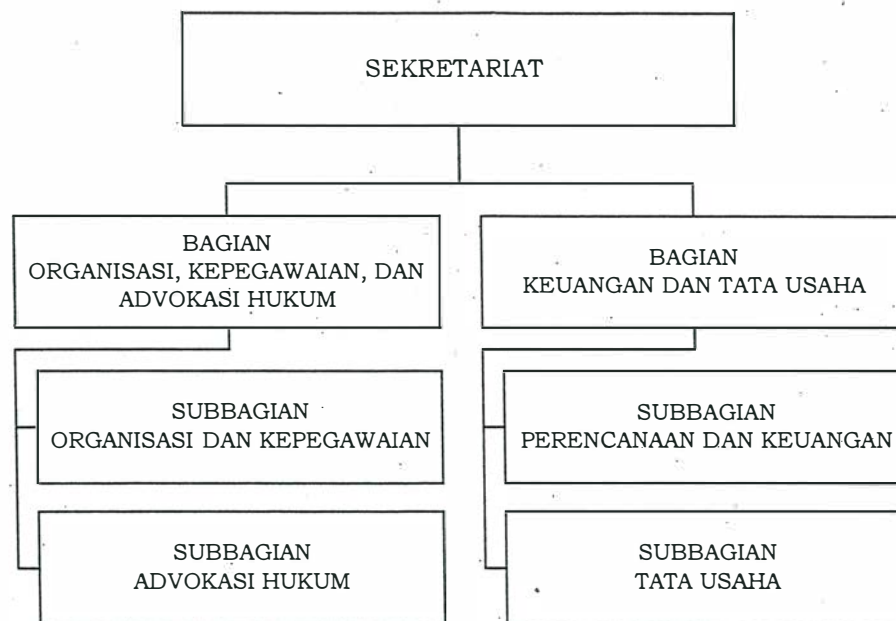 SEKRETARIAT
BAGIAN
ORGANISASI, KEPEGAWAIAN, DAN
ADVOKASI HUKUM
BAGIAN
KEUANGAN DAN TATA USAHA
SUBBAGIAN
ORGANISASI DAN KEPEGAWAIAN
SUBBAGIAN
PERENCANAAN DAN KEUANGAN
SUBBAGIAN
ADVOKASI HUKUM
SUBBAGIAN
TATA USAHA